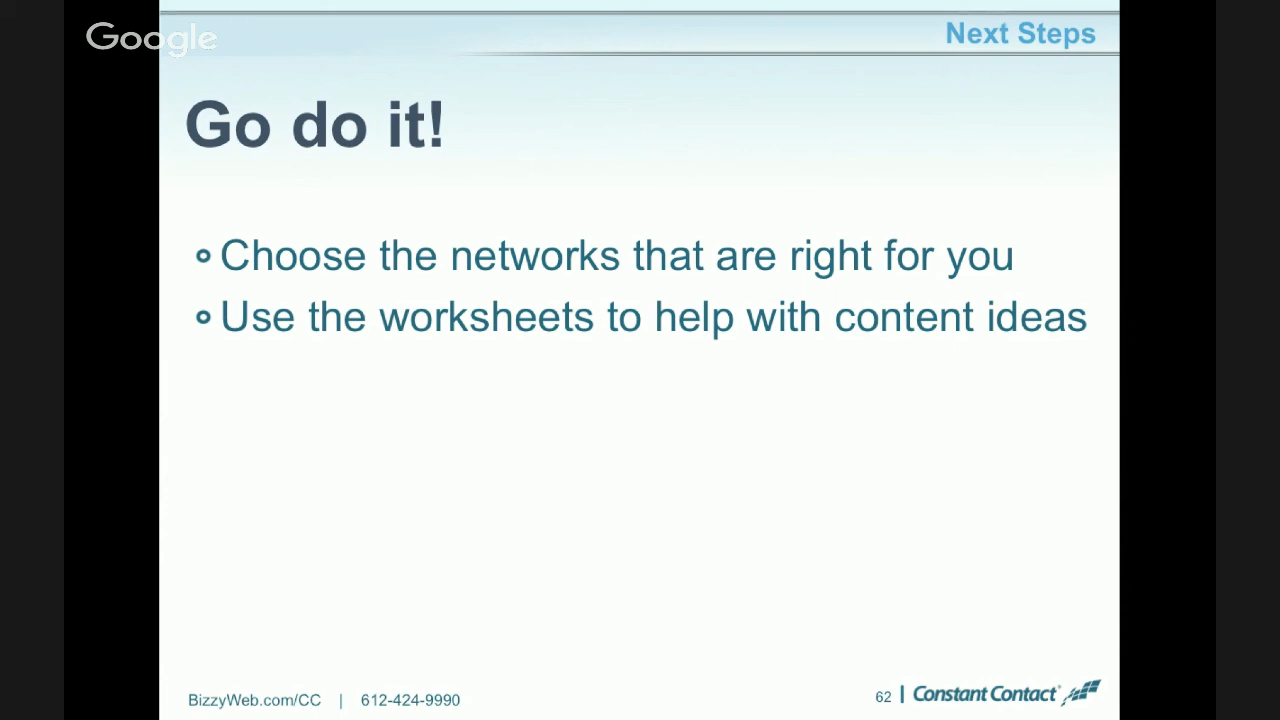 Google
Next Steps
Go do it!
Choose the networks that are right for you
Use the worksheets to help with content ideas
BizzyWeb.com/CC | 612-424-9990
62 | Constant Contact®